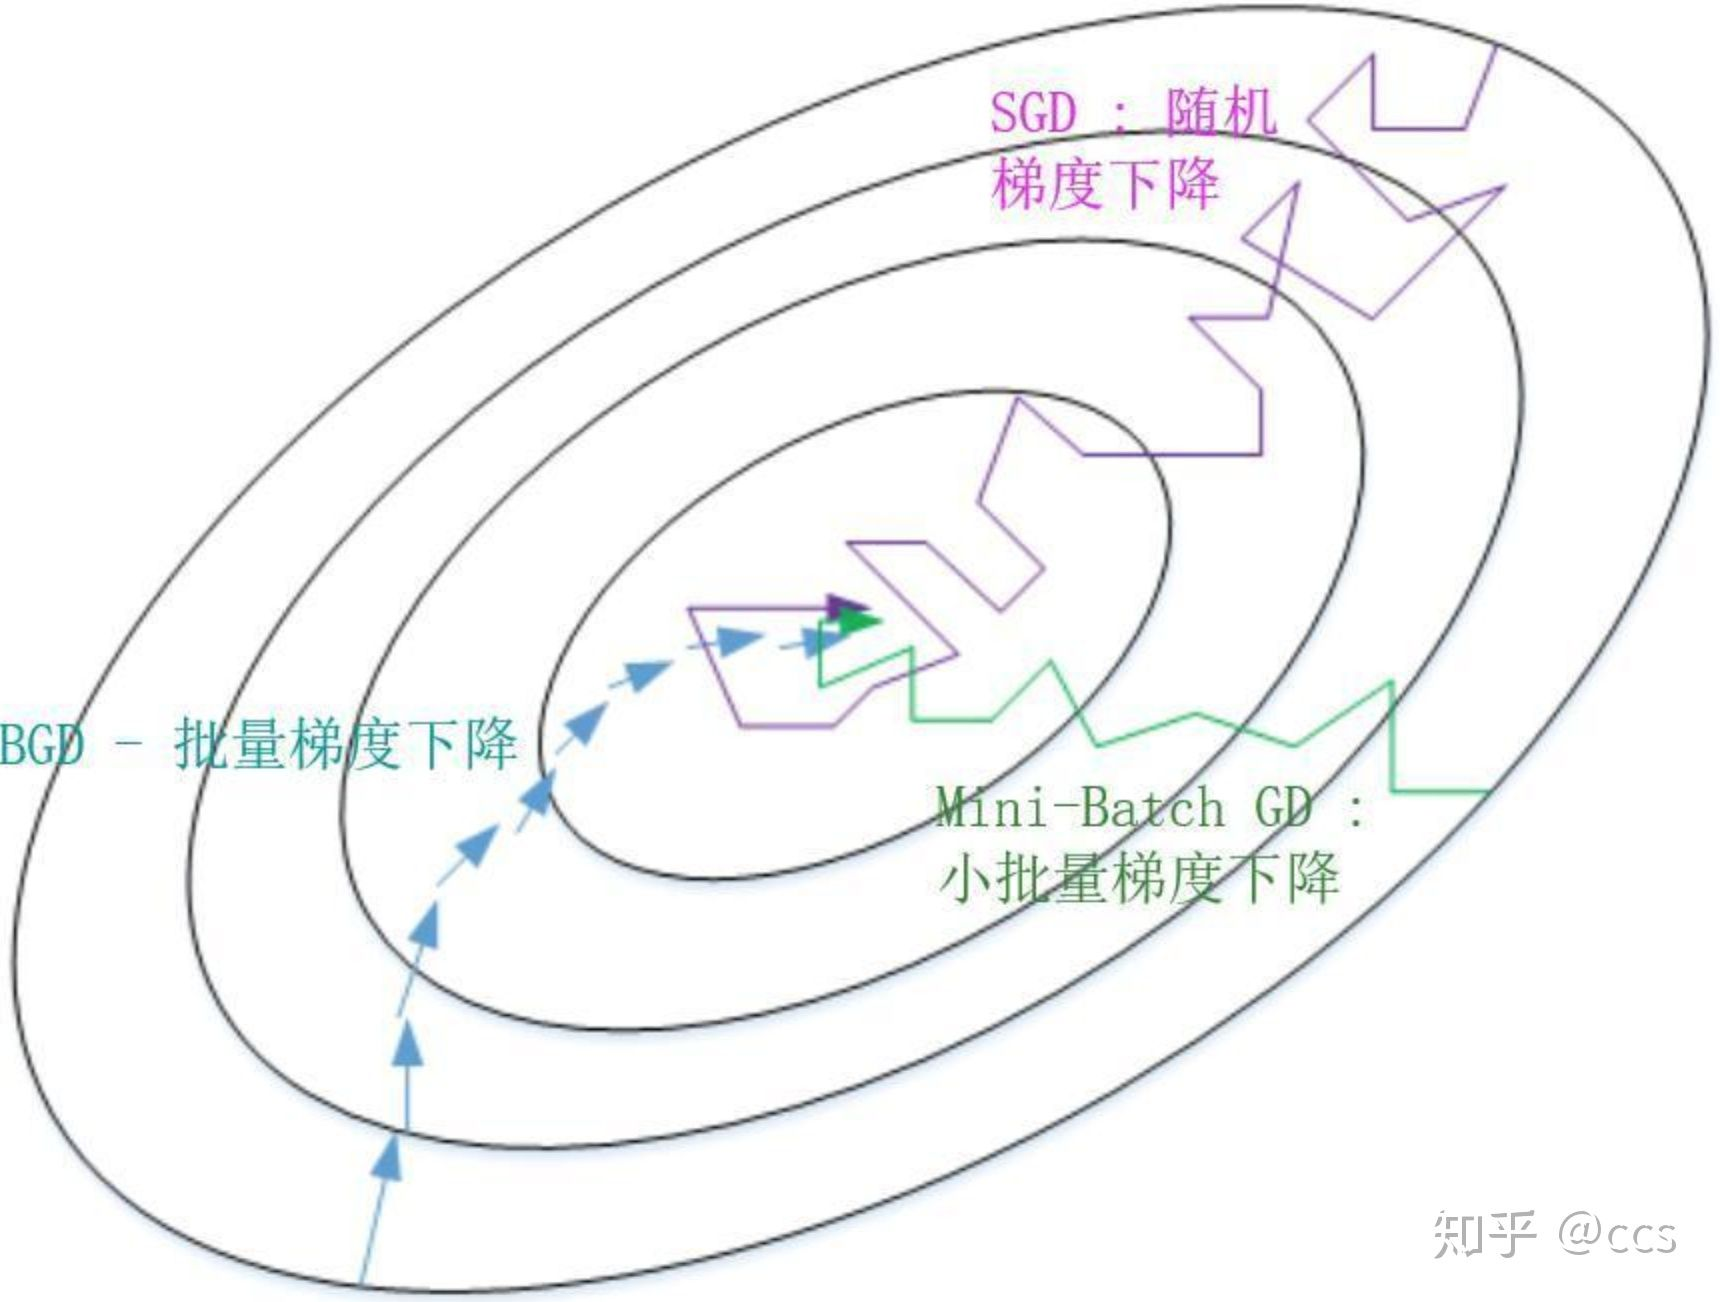 SGD : 随机
梯度下降
BGD - 批量梯度下降
Mini-Batch GD :
小批量梯度下降
知乎 @ccs